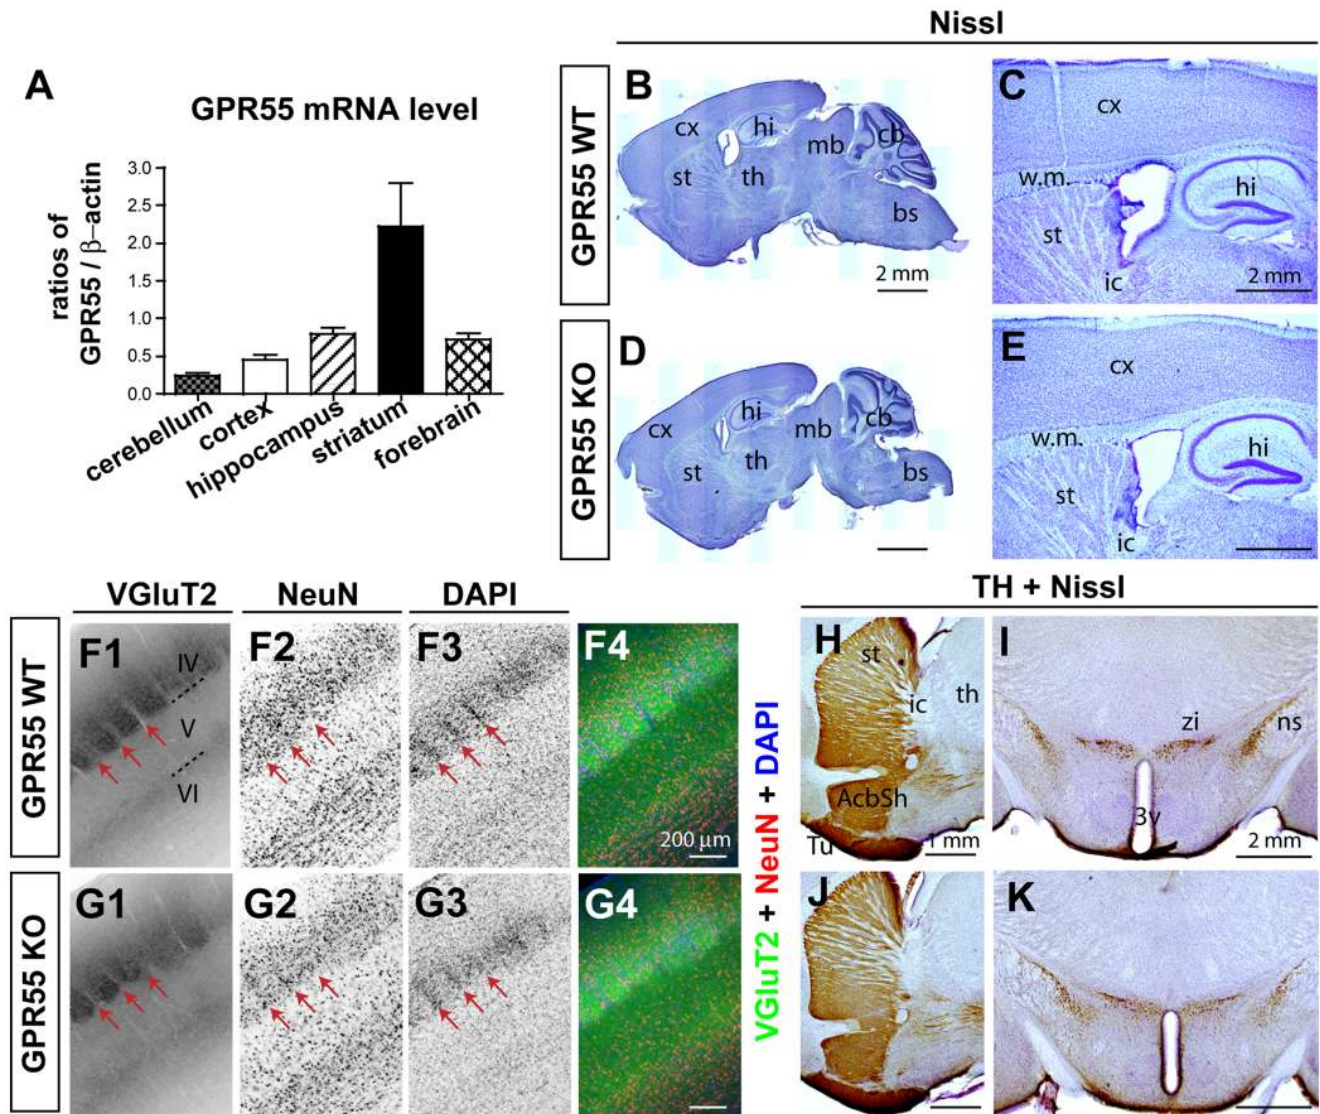 Nissl
A
GPR55 mRNA level
ratios of
GPR55 / β–actin
3.0
2.5
2.0
1.5
1.0
0.5
0.0
cerebellum
cortex
hippocampus
striatum
forebrain
GPR55 WT
B
cx
hi
mb
cb
st
th
bs
2 mm
C
cx
w.m.
hi
st
ic
2 mm
GPR55 KO
D
hi
cx
mb
cb
st
th
bs
E
cx
w.m.
hi
st
ic
VGluT2
NeuN
DAPI
GPR55 WT
F1
IV
V
VI
F2
F3
F4
200 µm
GPR55 KO
G1
G2
G3
G4
VGluT2 + NeuN + DAPI
TH + Nissl
H
st
ic
th
AcbSh
Tu
1 mm
I
zi
ns
3v
2 mm
J
K